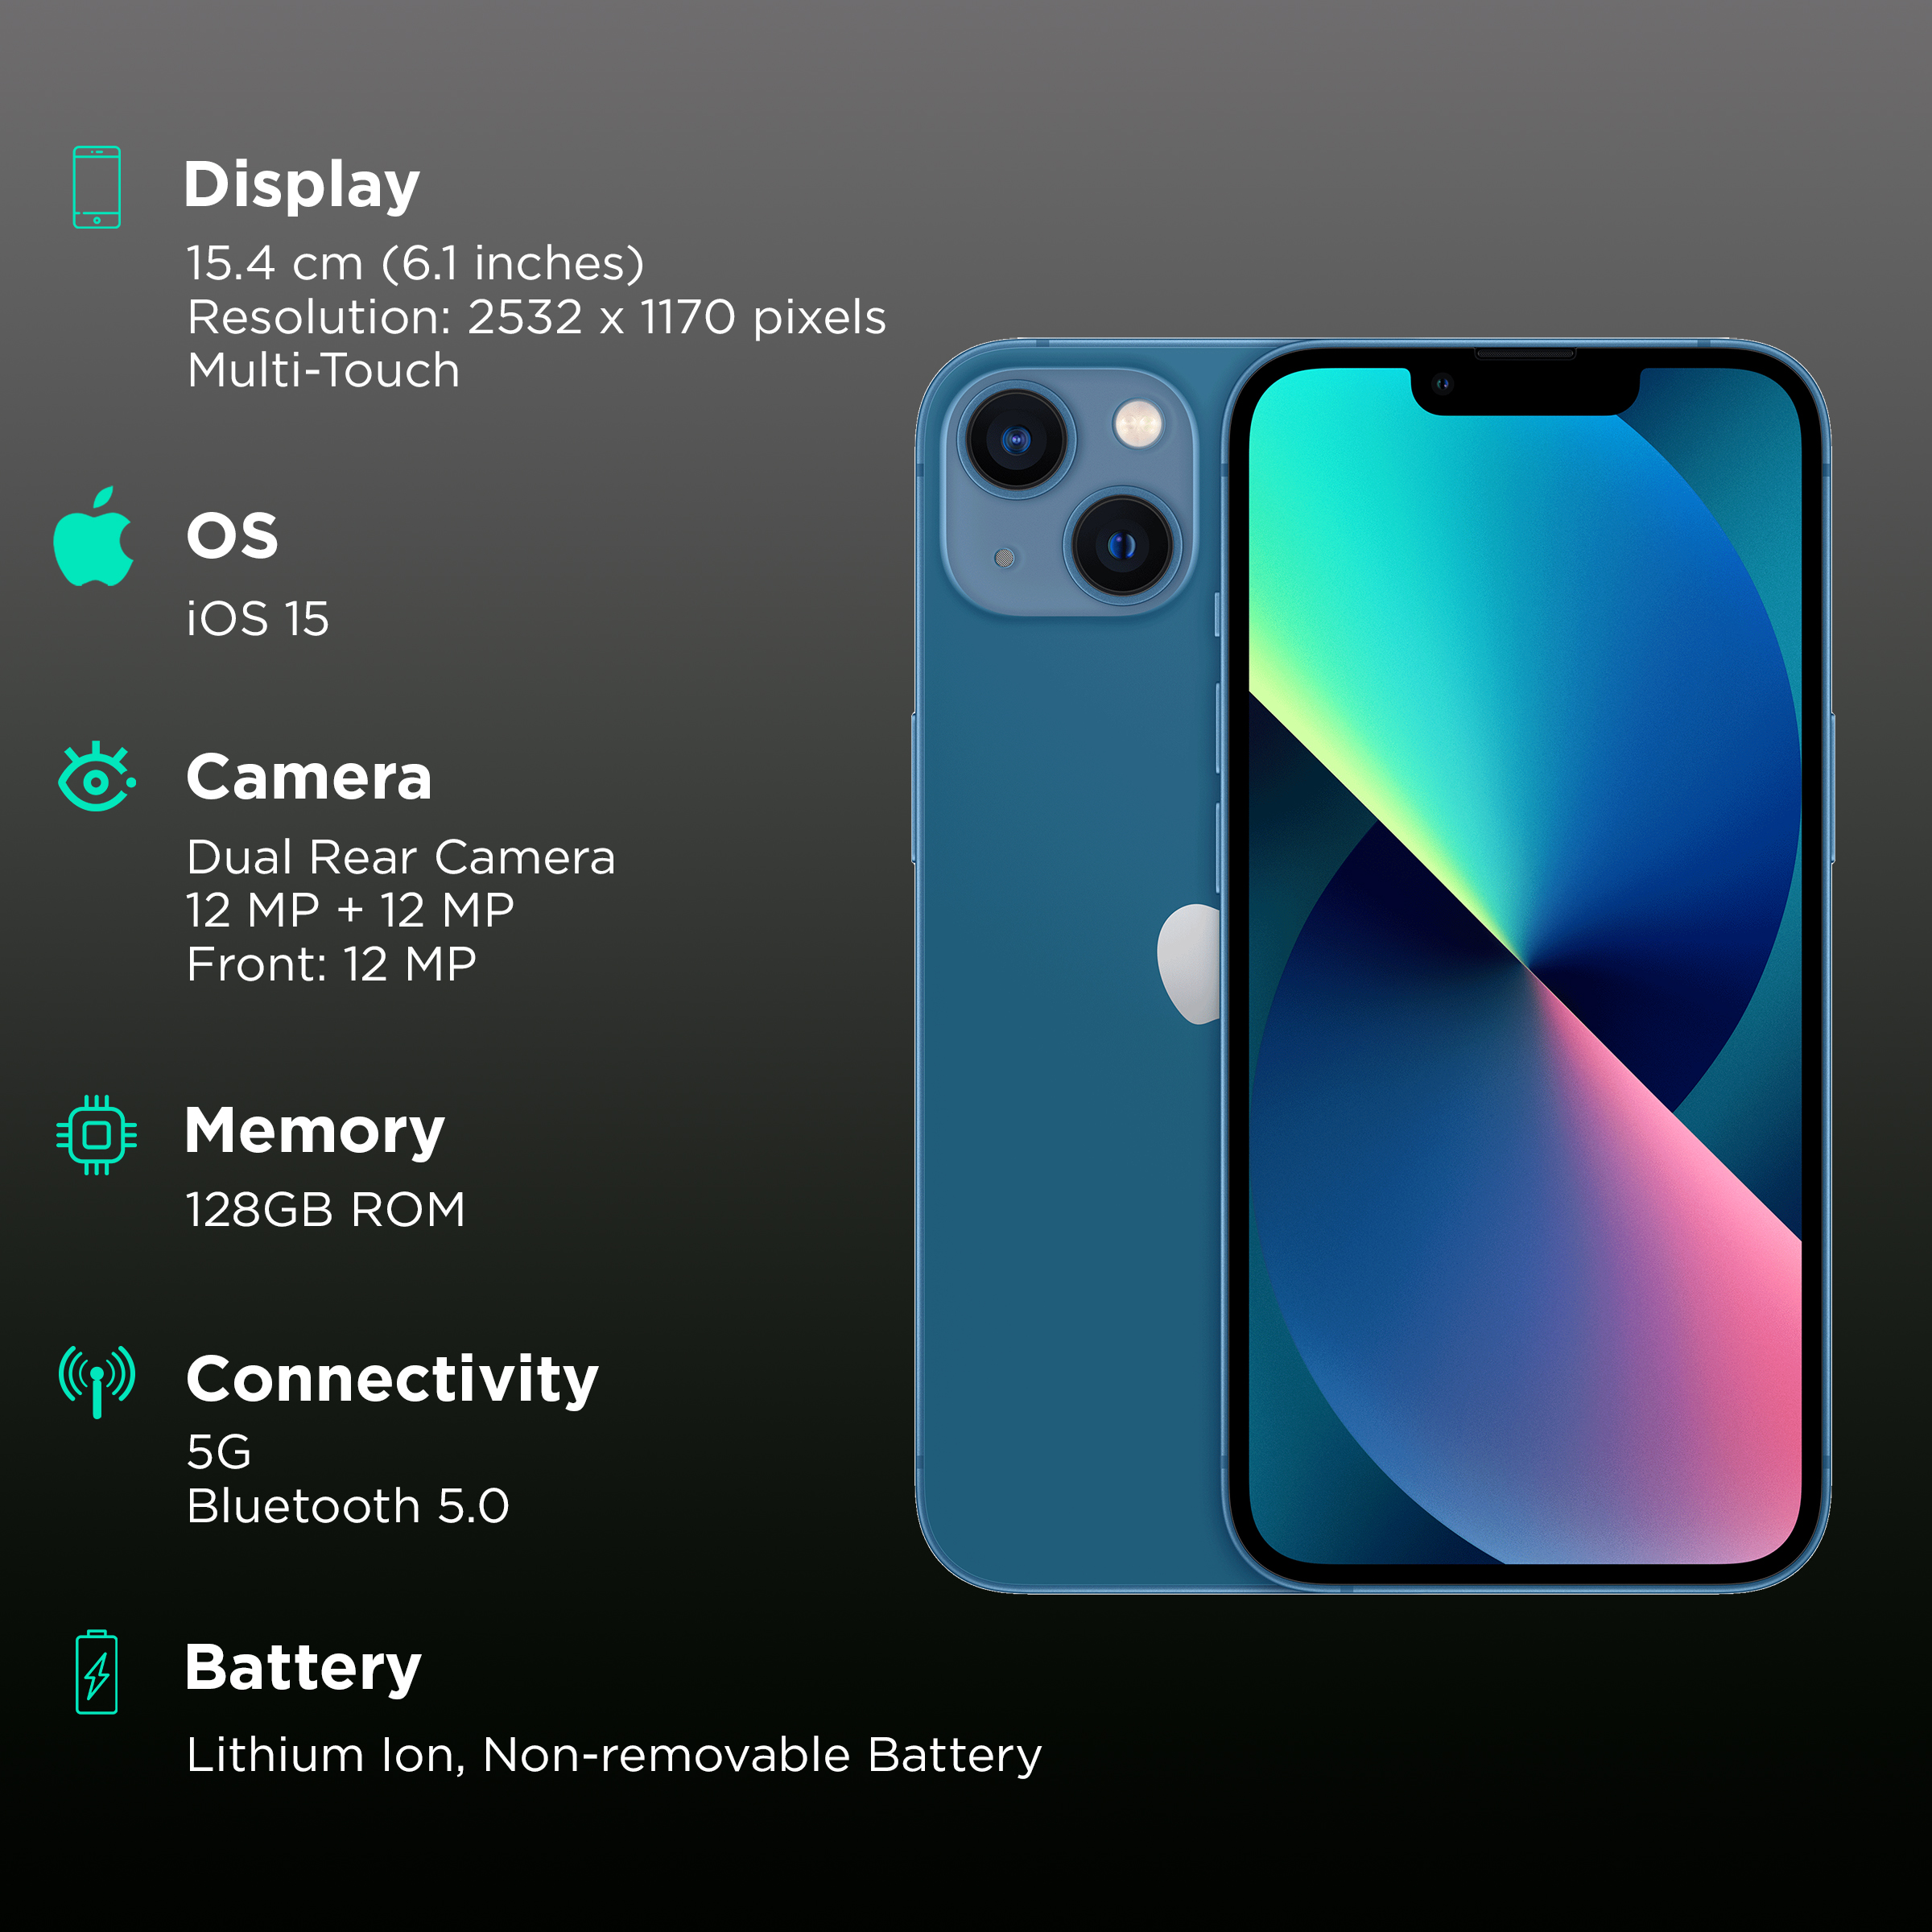 Display
15.4 cm (6.1 inches)
Resolution: 2532 x 1170 pixels
Multi-Touch
OS
iOS 15
Camera
Dual Rear Camera
12 MP + 12 MP
Front: 12 MP
Memory
128GB ROM
Connectivity
5G
Bluetooth 5.0
Battery
Lithium Ion, Non-removable Battery